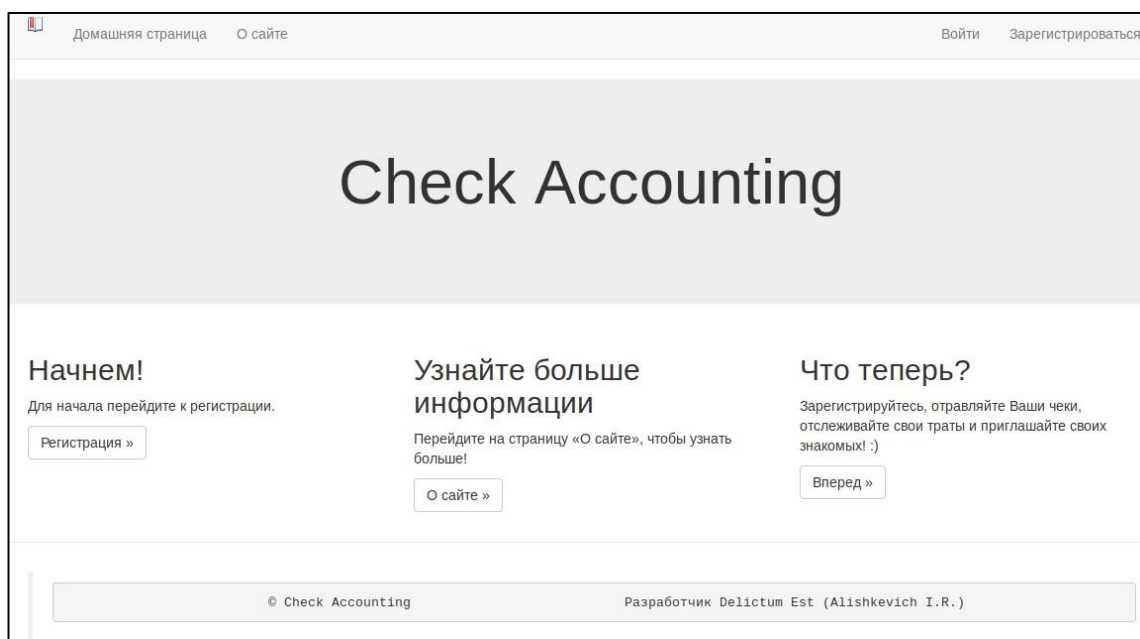 Домашняя страница О сайте Войти Зарегистрироваться
Check Accounting
Начнем!
Для начала перейдите к регистрации.
Регистрация »
Узнайте больше
информации
Перейдите на страницу «О сайте», чтобы узнать
больше!
О сайте »
Что теперь?
Зарегистрируйтесь, отравляйте Ваши чеки,
отслеживайте свои траты и приглашайте своих
знакомых! :)
Вперед »
© Check Accounting Разработчик Delictum Est (Alishkevich I.R.)